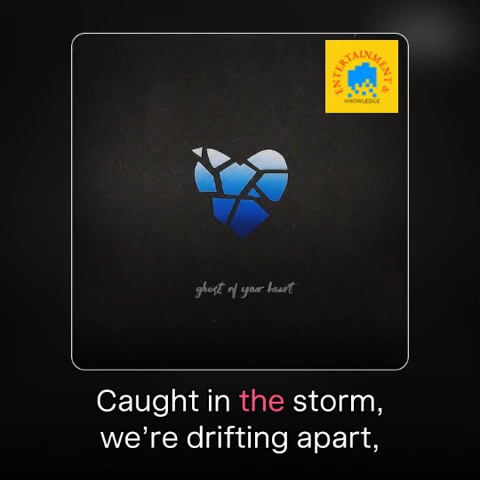 ENTERTAINMENT &
KNOWLEDGE
ghost of your heart
Caught in the storm,
we’re drifting apart,